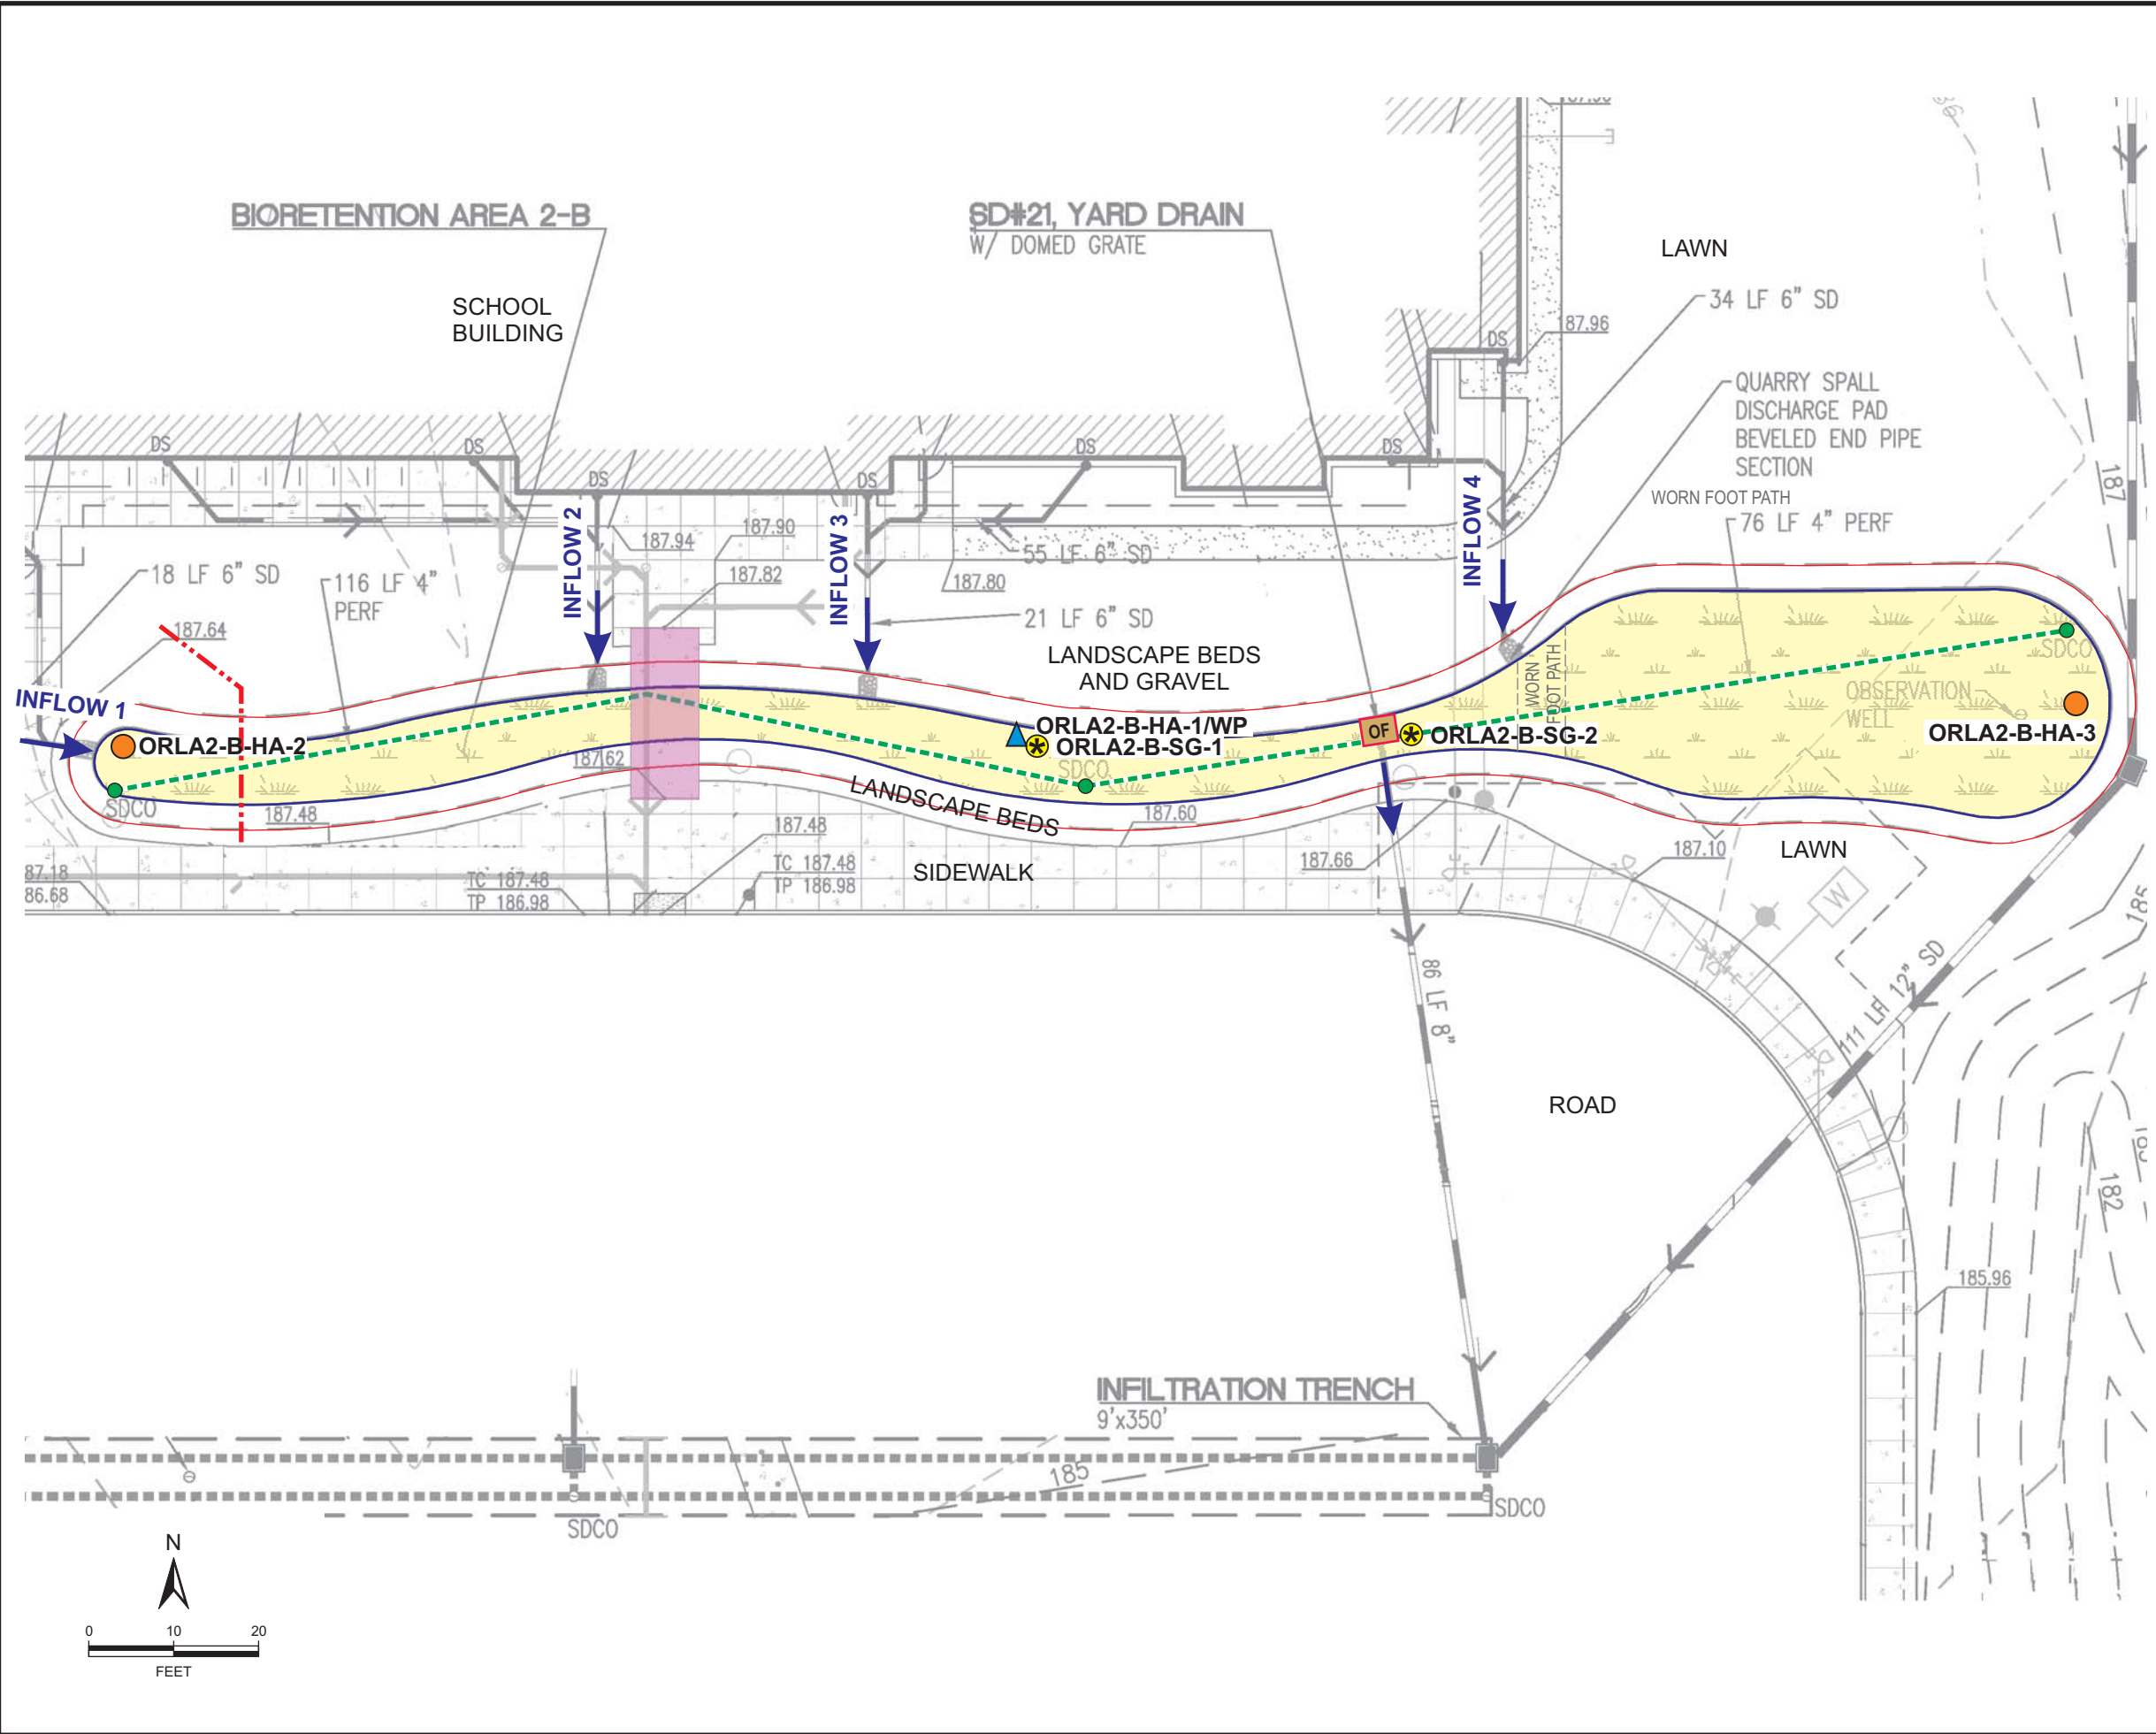 BIORETENTION AREA 2-B
SD#21, YARD DRAIN
W/ DOMED GRATE
LAWN
SCHOOL
BUILDING
34 LF 6" SD
187.96
DS
QUARRY SPALL
DISCHARGE PAD
BEVELED END PIPE
SECTION
WORN FOOT PATH
76 LF 4" PERF
187
DS
DS
DS
DS
DS
DS
INFLOW 2
INFLOW 3
INFLOW 4
187.94
187.90
187.82
55 LF 6" SD
187.80
18 LF 6" SD
116 LF 4"
PERF
187.64
21 LF 6" SD
LANDSCAPE BEDS
AND GRAVEL
WORN
FOOT PATH
SDCO
OBSERVATION
WELL
INFLOW 1
ORLA2-B-HA-2
ORLA2-B-HA-1/WP
ORLA2-B-SG-1
OF
ORLA2-B-SG-2
ORLA2-B-HA-3
187.62
SDCO
SDCO
187.48
LANDSCAPE BEDS
187.60
187.48
187.66
187.10
LAWN
SIDEWALK
87.18
86.68
TC 187.48
TP 186.98
TC 187.48
TP 186.98
W
185
86 LF 8"
111 LF 12" SD
ROAD
182
185.96
INFILTRATION TRENCH
9'x350'
185
SDCO
SDCO
N
0 10 20
FEET